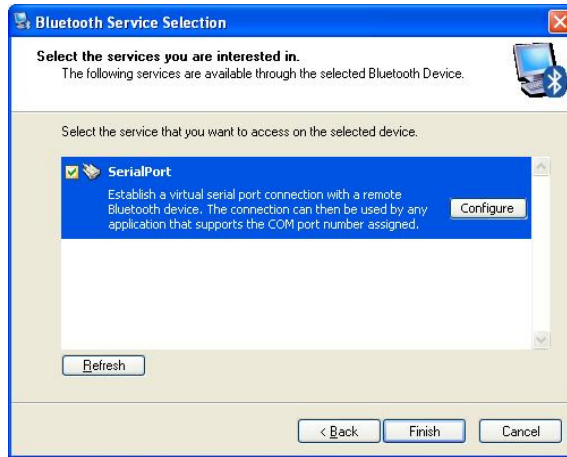 Bluetooth Service Selection
Select the services you are interested in.
The following services are available through the selected Bluetooth Device.
Select the service that you want to access on the selected device.
SerialPort
Establish a virtual serial port connection with a remote
Bluetooth device. The connection can then be used by any
application that supports the COM port number assigned.
Configure
Refresh
< Back
Finish
Cancel